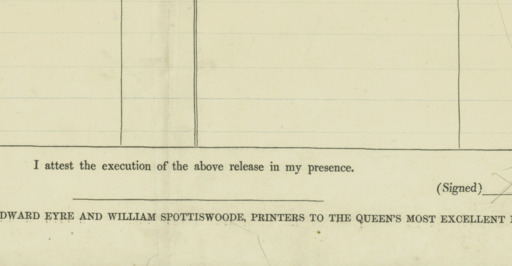 I attest the execution of the above release in my presence.
(Signed)
EYRE AND WILLIAM SPOTTISWOODE, PRINTERS TO THE QUEEN'S MOST EXCELLENT